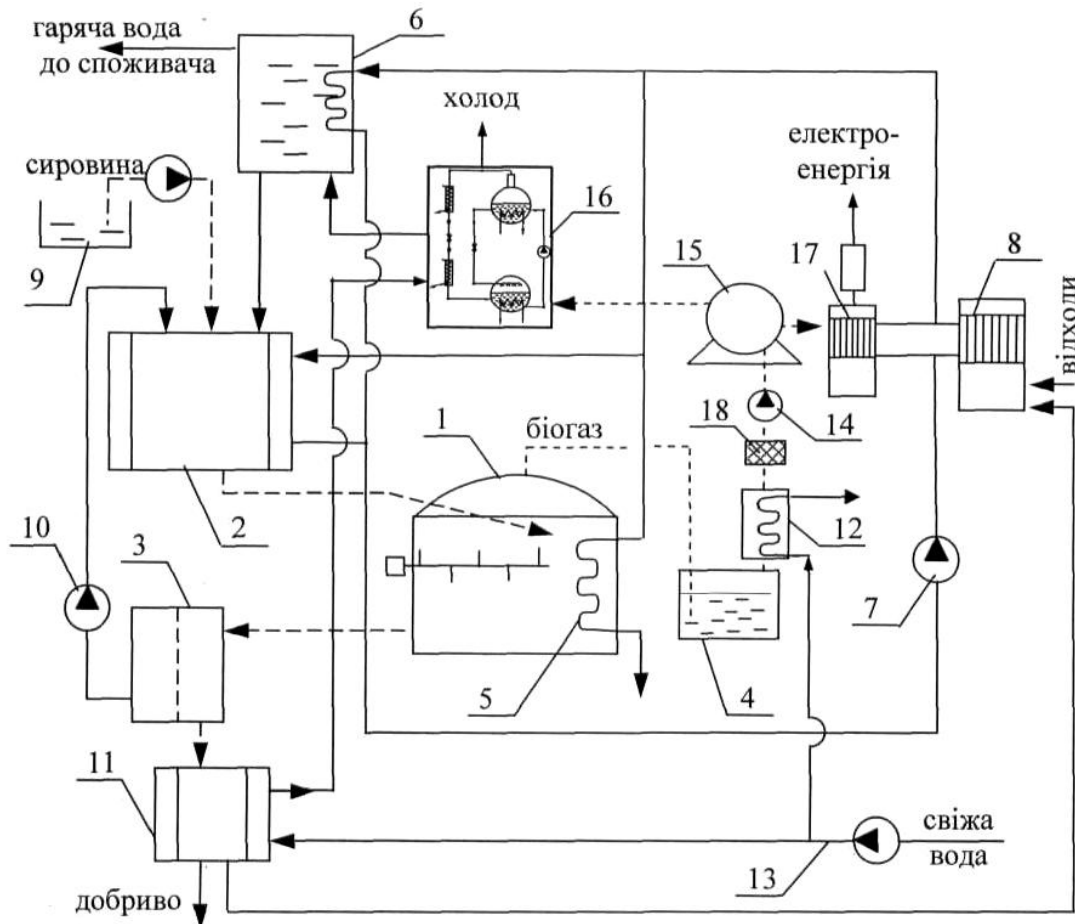 гаряча вода
до споживача
6
холод
електро-
енергія
сировина
16
15
17
8
9
відходи
1
біогаз
18
14
2
12
10
3
7
5
4
11
свіжа
вода
13
добриво